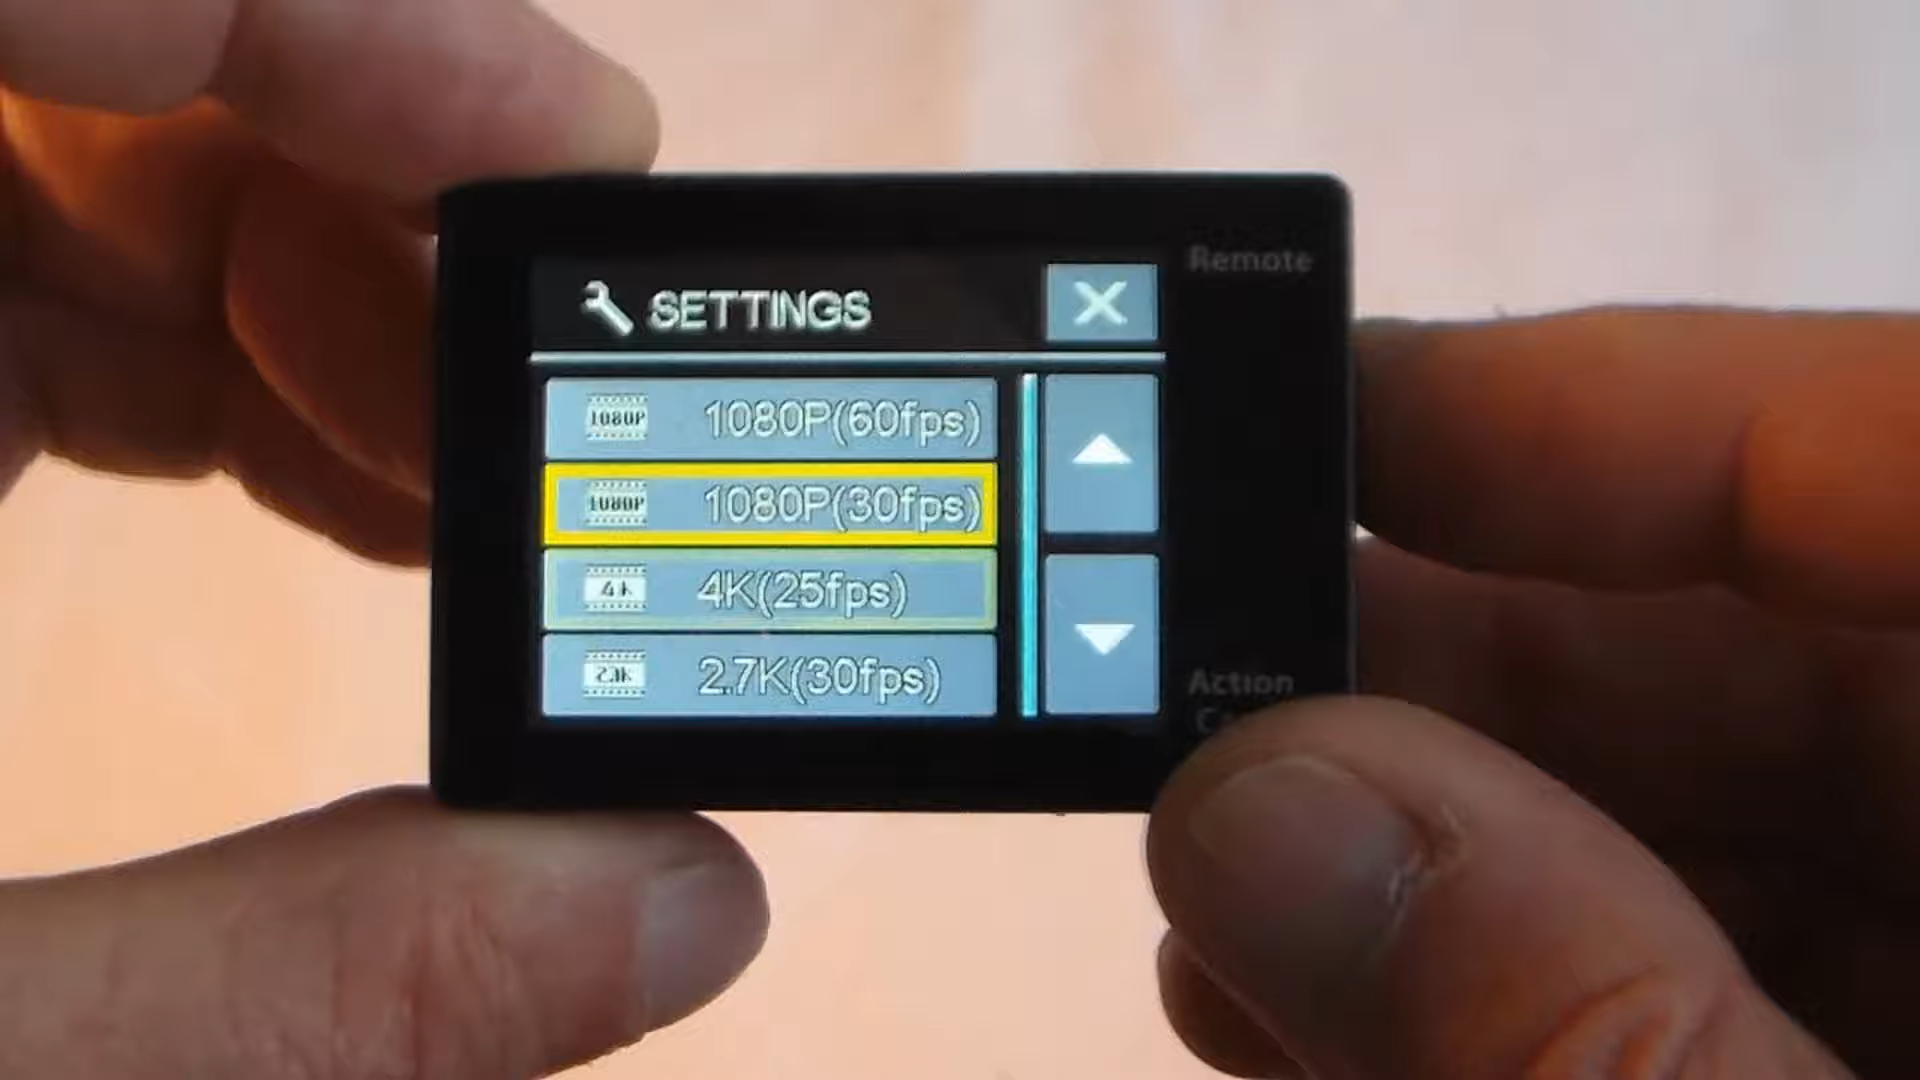 Remote
SETTINGS
1080P 1080P(60fps)
1080P 1080P(30fps)
4K 4K(25fps)
2.7K 2.7K(30fps)
Action